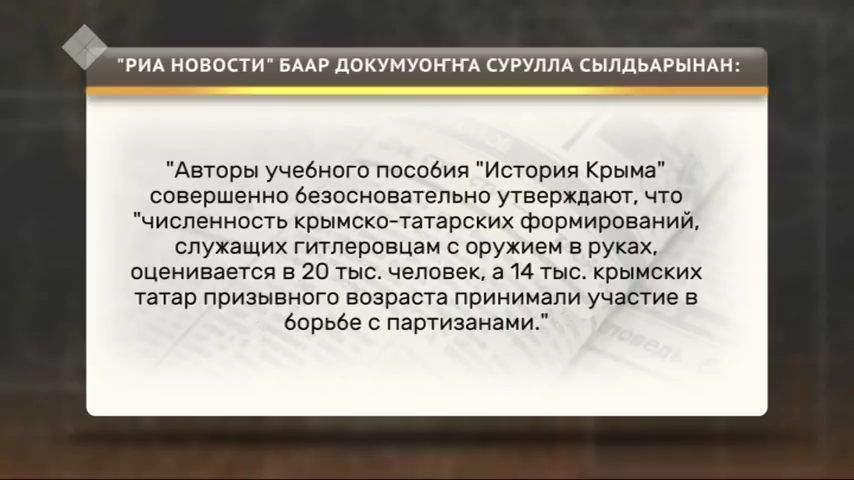 "РИА НОВОСТИ" БААР ДОКУМУОҤҤА СУРУЛЛА СЫЛДЬАРЫНАН:
"Авторы учебного пособия "История Крыма"
совершенно безосновательно утверждают, что
"численность крымско-татарских формирований,
служащих гитлеровцам с оружием в руках,
оценивается в 20 тыс. человек, а 14 тыс. крымских
татар призывного возраста принимали участие в
борьбе с партизанами."